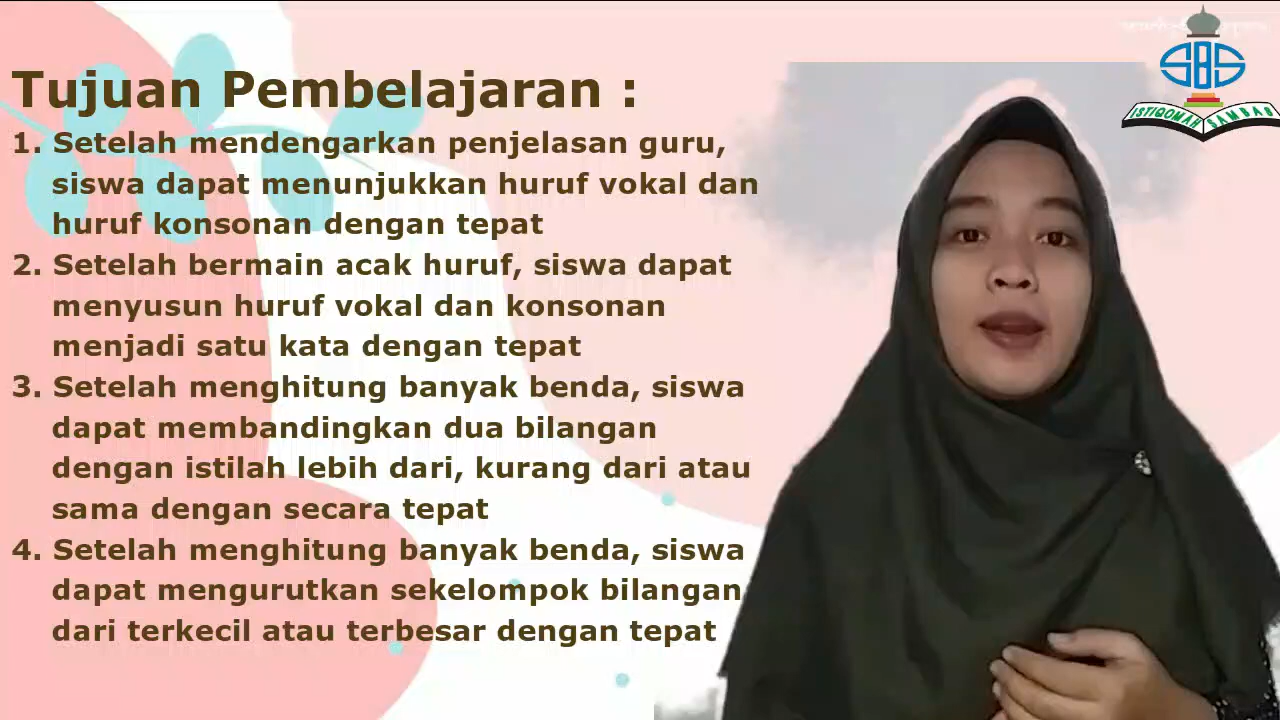 Tujuan Pembelajaran :
1. Setelah mendengarkan penjelasan guru,
siswa dapat menunjukkan huruf vokal dan
huruf konsonan dengan tepat
2. Setelah bermain acak huruf, siswa dapat
menyusun huruf vokal dan konsonan
menjadi satu kata dengan tepat
3. Setelah menghitung banyak benda, siswa
dapat membandingkan dua bilangan
dengan istilah lebih dari, kurang dari atau
sama dengan secara tepat
4. Setelah menghitung banyak benda, siswa
dapat mengurutkan sekelompok bilangan
dari terkecil atau terbesar dengan tepat
SBS
ISTIQOMAH SAMBAS